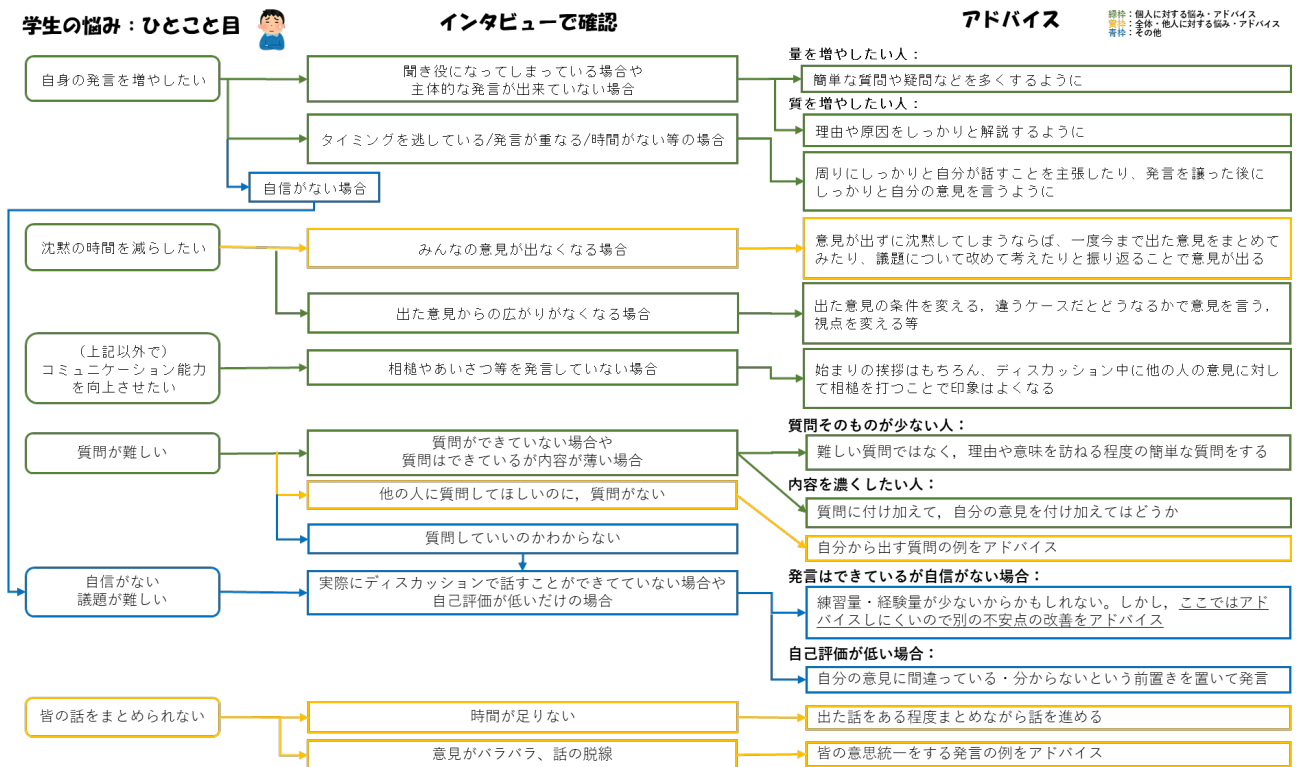 学生の悩み：ひとこと目
インタビューで確認
アドバイス
緑枠：個人に対する悩み・アドバイス
黄枠：全体・他人に対する悩み・アドバイス
青枠：その他
自身の発言を増やしたい
聞き役になってしまっている場合や
主体的な発言が出来ていない場合
量を増やしたい人：
簡単な質問や疑問などを多くするように
質を増やしたい人：
理由や原因をしっかりと解説するように
タイミングを逃している/発言が重なる/時間がない等の場合
周りにしっかりと自分が話すことを主張したり、発言を譲った後に
しっかりと自分の意見を言うように
自信がない場合
沈黙の時間を減らしたい
みんなの意見が出なくなる場合
意見が出ずに沈黙してしまうならば、一度今まで出た意見をまとめて
みたり、議題について改めて考えたりと振り返ることで意見が出る
出た意見からの広がりがなくなる場合
出た意見の条件を変える，違うケースだとどうなるかで意見を言う，
視点を変える等
（上記以外で）
コミュニケーション能力
を向上させたい
相槌やあいさつ等を発言していない場合
始まりの挨拶はもちろん、ディスカッション中に他の人の意見に対し
て相槌を打つことで印象はよくなる
質問が難しい
質問ができていない場合や
質問はできているが内容が薄い場合
質問そのものが少ない人：
難しい質問ではなく，理由や意味を訪ねる程度の簡単な質問をする
内容を濃くしたい人：
質問に付け加えて，自分の意見を付け加えてはどうか
他の人に質問してほしいのに，質問がない
自分から出す質問の例をアドバイス
質問していいのかわからない
自信がない
議題が難しい
実際にディスカッションで話すことができてていない場合や
自己評価が低いだけの場合
発言はできているが自信がない場合：
練習量・経験量が少ないからかもしれない。しかし，ここではアド
バイスしにくいので別の不安点の改善をアドバイス
自己評価が低い場合：
自分の意見に間違っている・分からないという前置きを置いて発言
皆の話をまとめられない
時間が足りない
出た話をある程度まとめながら話を進める
意見がバラバラ、話の脱線
皆の意思統一をする発言の例をアドバイス